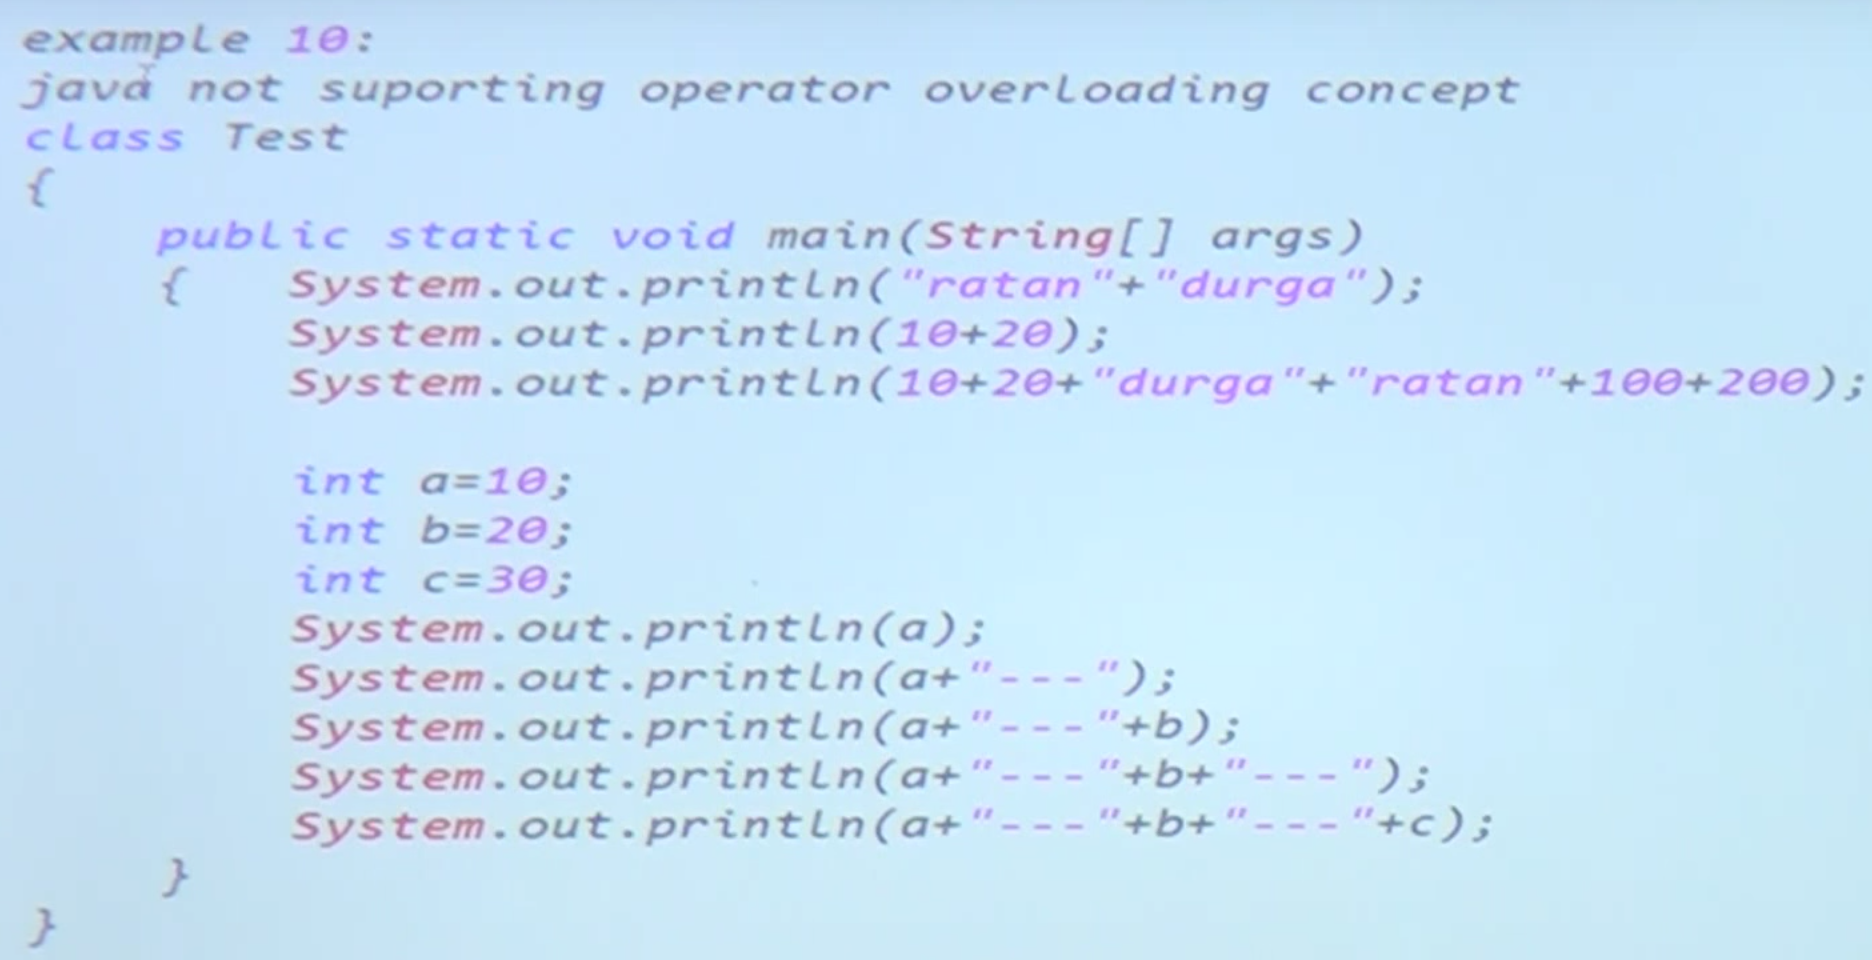 example 10:
java not suporting operator overloading concept
class Test
{
public static void main(String[] args)
{ System.out.println("ratan"+"durga");
System.out.println(10+20);
System.out.println(10+20+"durga"+"ratan"+100+200);
int a=10;
int b=20;
int c=30;
System.out.println(a);
System.out.println(a+"---");
System.out.println(a+"---"+b);
System.out.println(a+"---"+b+"---");
System.out.println(a+"---"+b+"---"+c);
}
}